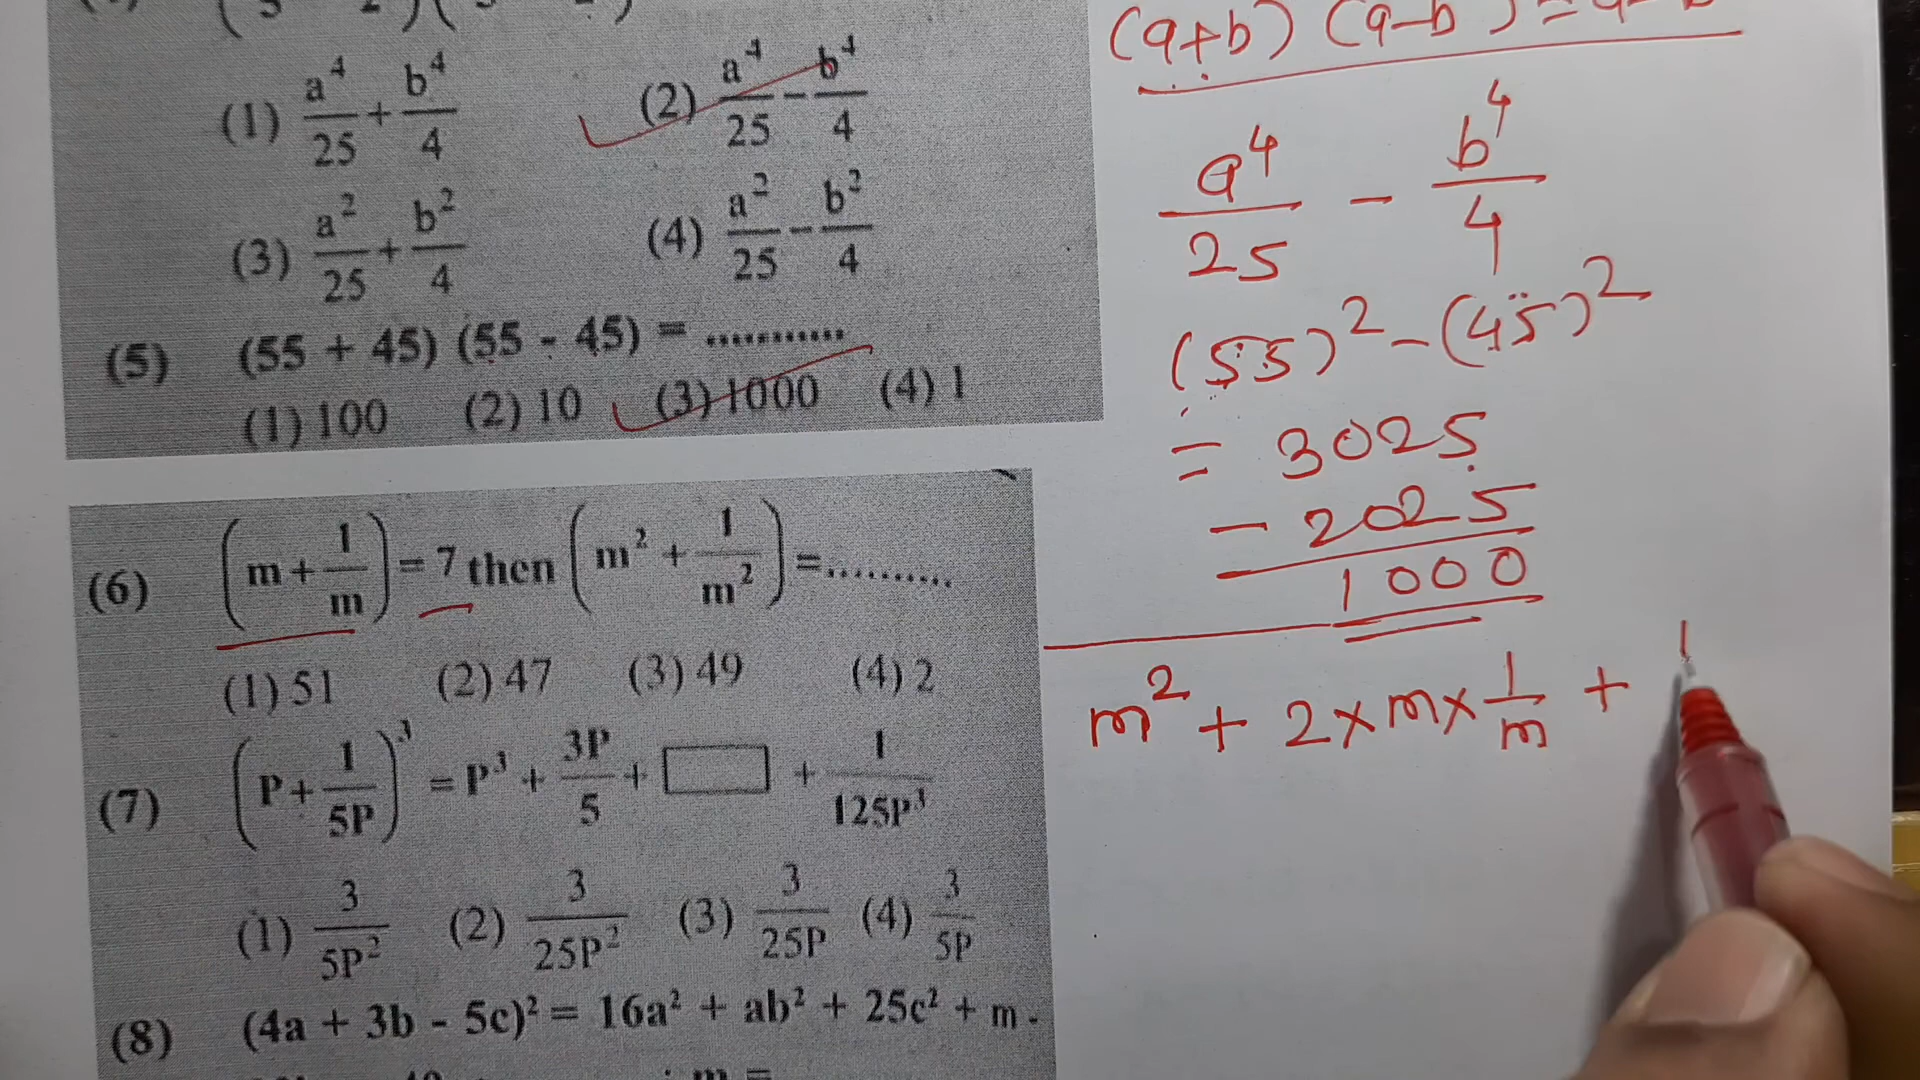 (1) a⁴/25 + b⁴/4 (2) a⁴/25 - b⁴/4
(3) a²/25 + b²/4 (4) a²/25 - b²/4
(5) (55 + 45) (55 - 45) = ...........
(1) 100 (2) 10 (3) 1000 (4) 1
(6) (m + 1/m) = 7 then (m² + 1/m²) = ..........
(1) 51 (2) 47 (3) 49 (4) 2
(7) (P + 1/5P)³ = P³ + 3P/5 + □ + 1/125P³
(1) 3/5P² (2) 3/25P² (3) 3/25P (4) 3/5P
(8) (4a + 3b - 5c)² = 16a² + ab² + 25c² + m -
(a+b) (a-b) =
a⁴/25 - b⁴/4
(55)² - (45)²
= 3025
- 2025
1000
m² + 2 × m × 1/m + 1